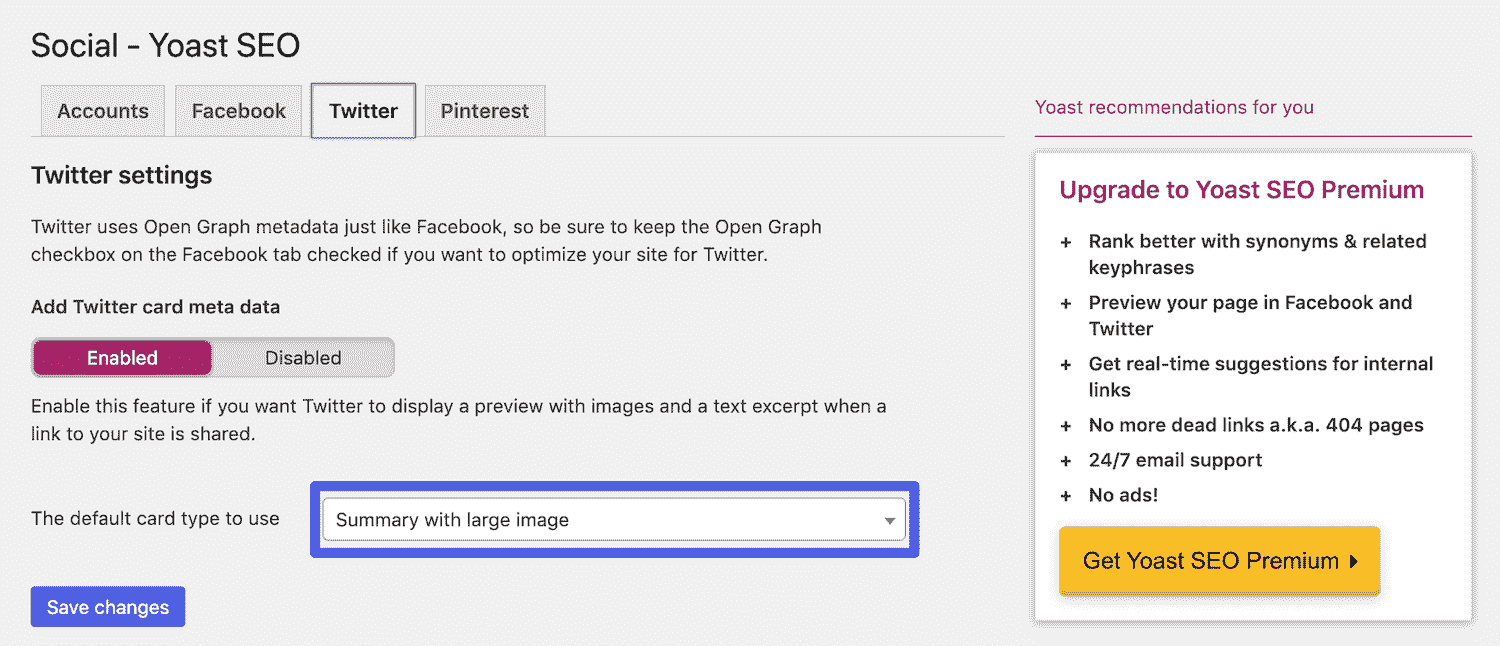 Social - Yoast SEO
Accounts
Facebook
Twitter
Pinterest
Twitter settings
Twitter uses Open Graph metadata just like Facebook, so be sure to keep the Open Graph
checkbox on the Facebook tab checked if you want to optimize your site for Twitter.
Add Twitter card meta data
Enabled
Disabled
Enable this feature if you want Twitter to display a preview with images and a text excerpt when a
link to your site is shared.
The default card type to use
Summary with large image
Save changes
Yoast recommendations for you
Upgrade to Yoast SEO Premium
+ Rank better with synonyms & related
keyphrases
+ Preview your page in Facebook and
Twitter
+ Get real-time suggestions for internal
links
+ No more dead links a.k.a. 404 pages
+ 24/7 email support
+ No ads!
Get Yoast SEO Premium